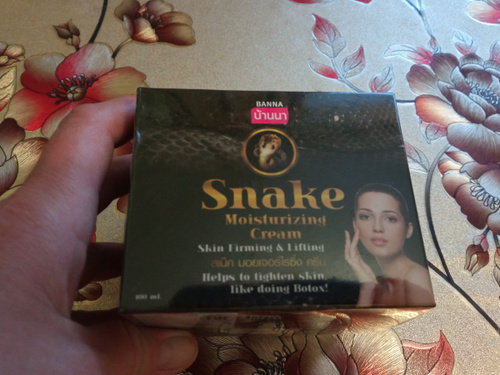 BANNA
บ้านนา
Snake
Moisturizing
Cream
Skin Firming & Lifting
สเน็ค มอยเจอร์ไรซิ่ง ครีม
Helps to tighten skin,
like doing Botox!
100 ml.